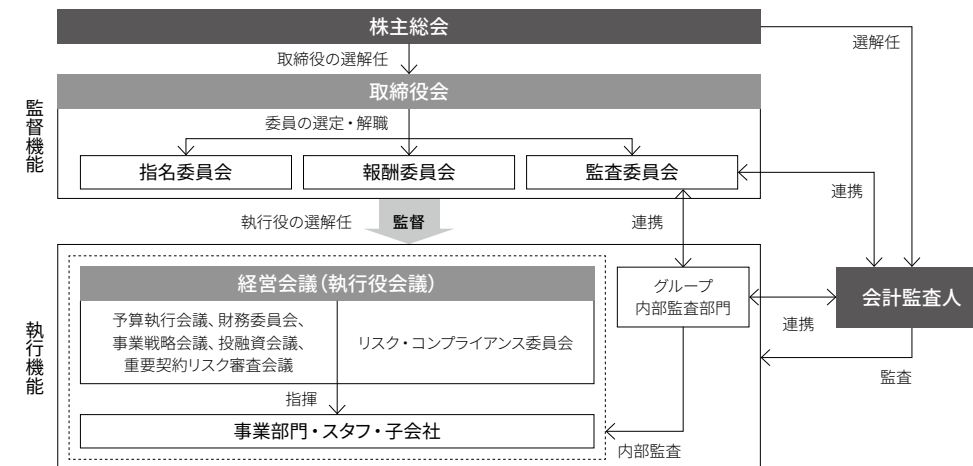 株主総会
選解任
取締役の選解任
取締役会
監督機能
委員の選定・解職
指名委員会
報酬委員会
監査委員会
連携
執行役の選解任
監督
連携
執行機能
経営会議（執行役会議）
予算執行会議、財務委員会、
事業戦略会議、投融資会議、
重要契約リスク審査会議
リスク・コンプライアンス委員会
グループ
内部監査部門
連携
会計監査人
監査
指揮
事業部門・スタッフ・子会社
内部監査